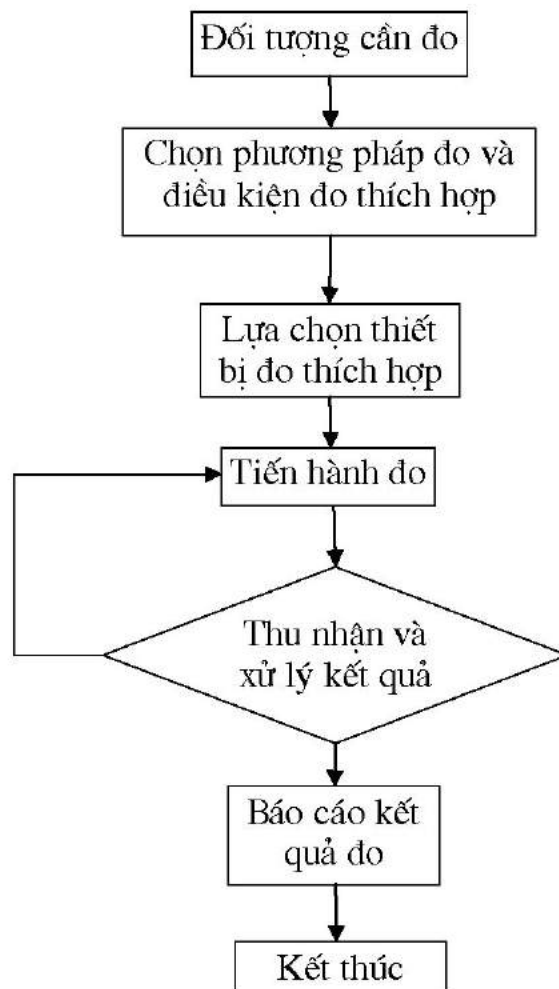 Đối tượng cần đo
Chọn phương pháp đo và
điều kiện đo thích hợp
Lựa chọn thiết
bị đo thích hợp
Tiến hành đo
Thu nhận và
xử lý kết quả
Báo cáo kết
quả đo
Kết thúc